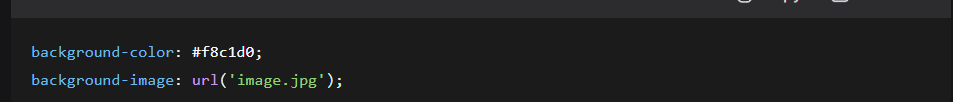 background-color: #f8c1d0;
background-image: url('image.jpg');